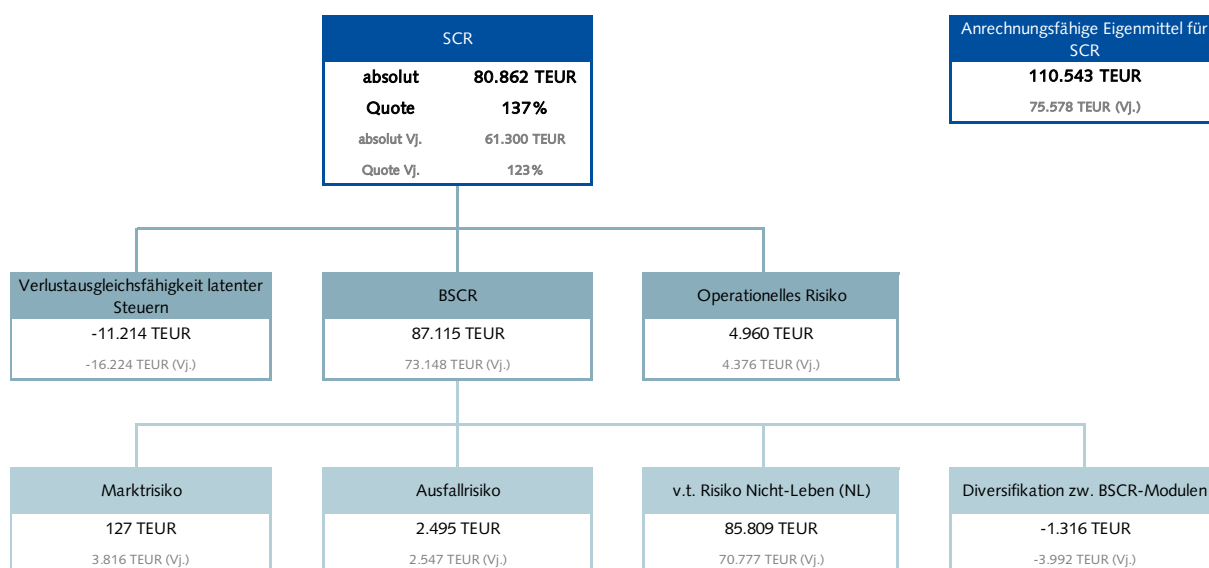 SCR
absolut 80.862 TEUR
Quote 137%
absolut Vj. 61.300 TEUR
Quote Vj. 123%
Anrechnungsfähige Eigenmittel für
SCR
110.543 TEUR
75.578 TEUR (Vj.)
Verlustausgleichsfähigkeit latenter
Steuern
-11.214 TEUR
-16.224 TEUR (Vj.)
BSCR
87.115 TEUR
73.148 TEUR (Vj.)
Operationelles Risiko
4.960 TEUR
4.376 TEUR (Vj.)
Marktrisiko
127 TEUR
3.816 TEUR (Vj.)
Ausfallrisiko
2.495 TEUR
2.547 TEUR (Vj.)
v.t. Risiko Nicht-Leben (NL)
85.809 TEUR
70.777 TEUR (Vj.)
Diversifikation zw. BSCR-Modulen
-1.316 TEUR
-3.992 TEUR (Vj.)